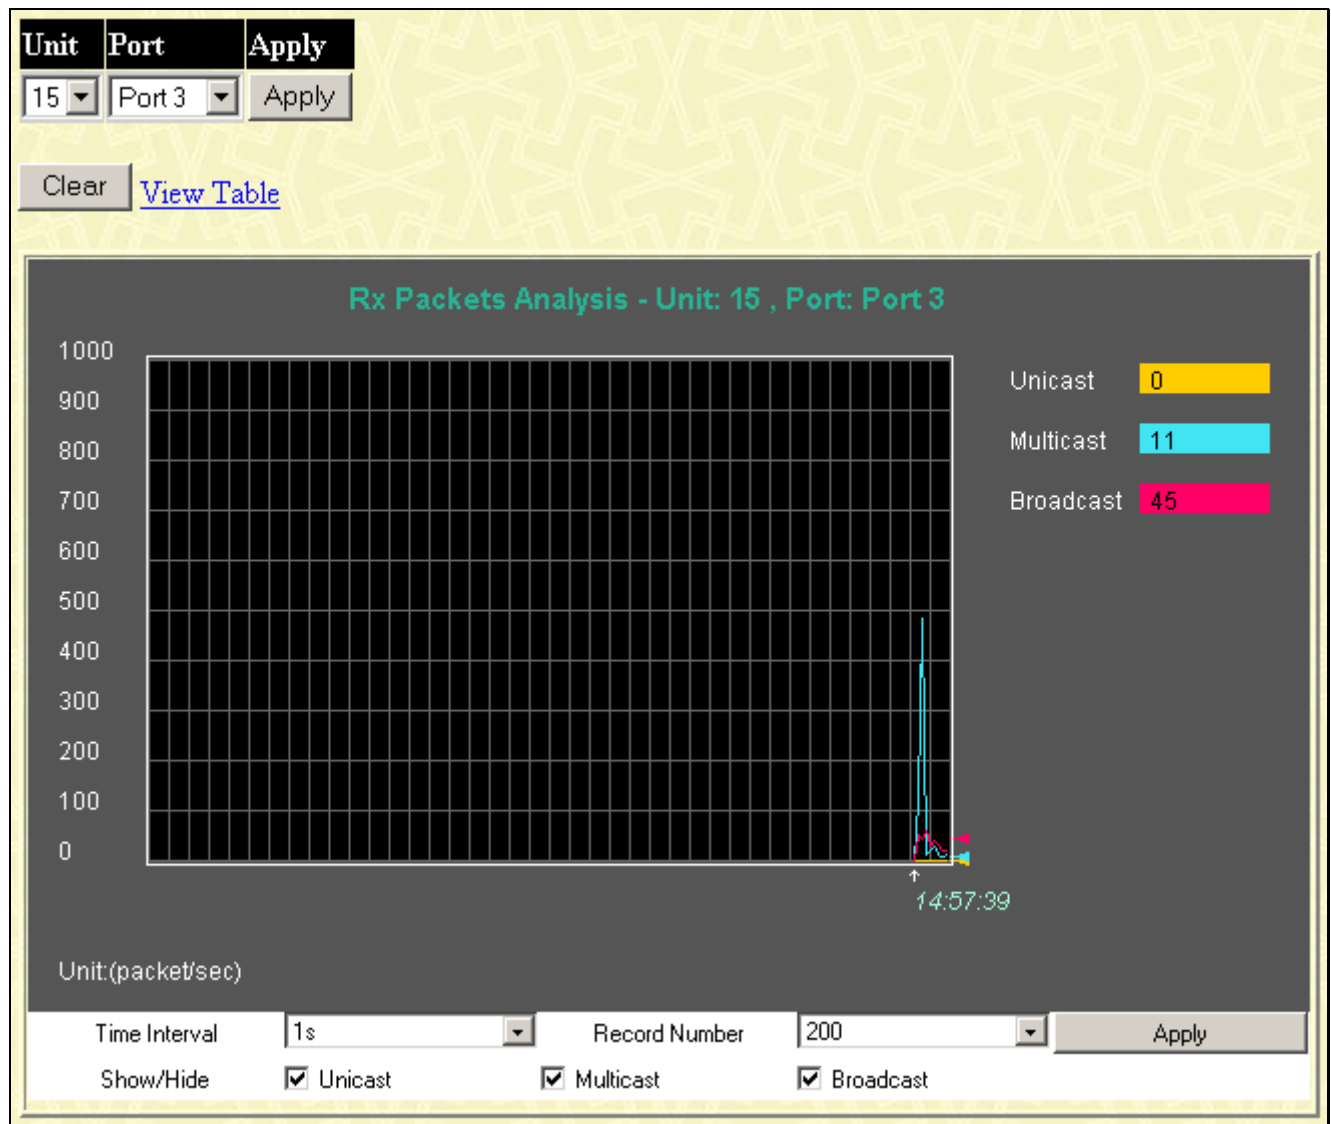 Unit Port Apply
15 Port 3 Apply
Clear View Table
Rx Packets Analysis - Unit: 15 , Port: Port 3
1000
900
800
700
600
500
400
300
200
100
0
Unicast 0
Multicast 11
Broadcast 45
14:57:39
Unit:(packet/sec)
Time Interval 1s Record Number 200 Apply
Show/Hide Unicast Multicast Broadcast